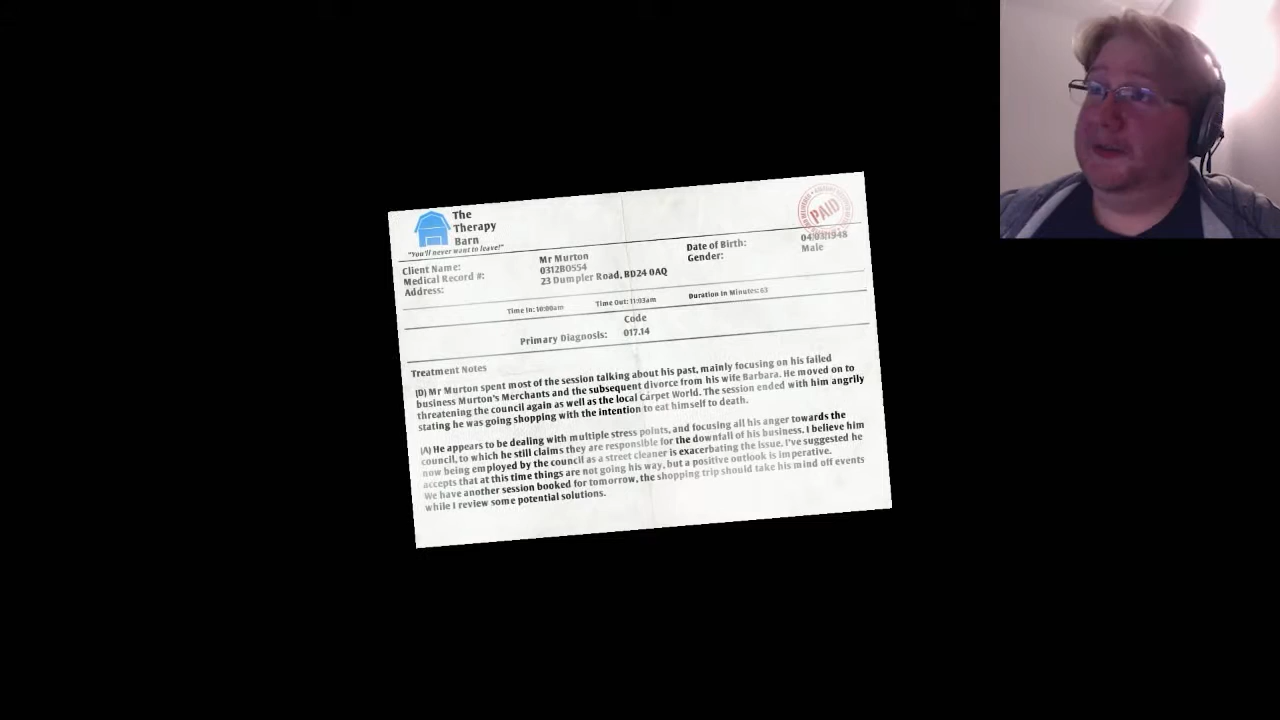 The
Therapy
Barn
"You'll never want to leave!"
PAID
Client Name: Mr Murton Date of Birth: 04/03/1948
Medical Record #: 0312B0554 Gender: Male
Address: 23 Dumpler Road, BD24 0AQ
Time In: 10:00am Time Out: 11:03am Duration in Minutes: 63
Code
Primary Diagnosis: 017.14
Treatment Notes
(D) Mr Murton spent most of the session talking about his past, mainly focusing on his failed
business Murton's Merchants and the subsequent divorce from his wife Barbara. He moved on to
threatening the council again as well as the local Carpet World. The session ended with him angrily
stating he was going shopping with the intention to eat himself to death.
(A) He appears to be dealing with multiple stress points, and focusing all his anger towards the
council, to which he still claims they are responsible for the downfall of his business. I believe him
now being employed by the council as a street cleaner is exacerbating the issue. I've suggested he
accepts that at this time things are not going his way, but a positive outlook is imperative.
We have another session booked for tomorrow, the shopping trip should take his mind off events
while I review some potential solutions.